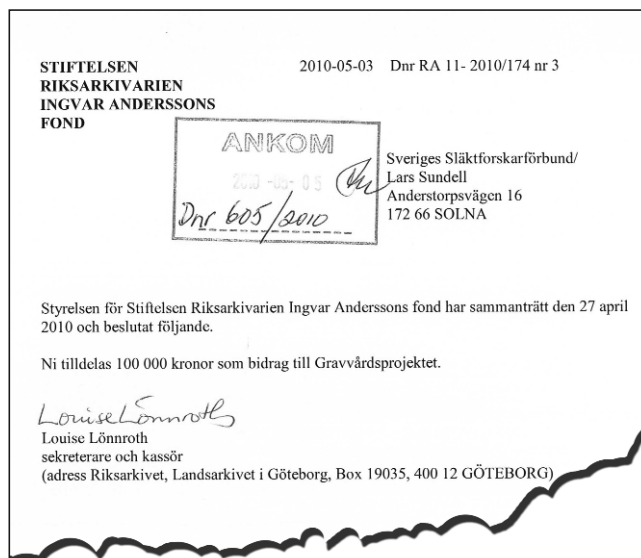 STIFTELSEN
RIKSARKIVARIEN
INGVAR ANDERSSONS
FOND
2010-05-03 Dnr RA 11- 2010/174 nr 3
ANKOM
2010 -05- 05
Dnr 605/2010
Sveriges Släktforskarförbund/
Lars Sundell
Anderstorpsvägen 16
172 66 SOLNA
Styrelsen för Stiftelsen Riksarkivarien Ingvar Anderssons fond har sammanträtt den 27 april
2010 och beslutat följande.
Ni tilldelas 100 000 kronor som bidrag till Gravvårdsprojektet.
Louise Lönnroth
Louise Lönnroth
sekreterare och kassör
(adress Riksarkivet, Landsarkivet i Göteborg, Box 19035, 400 12 GÖTEBORG)